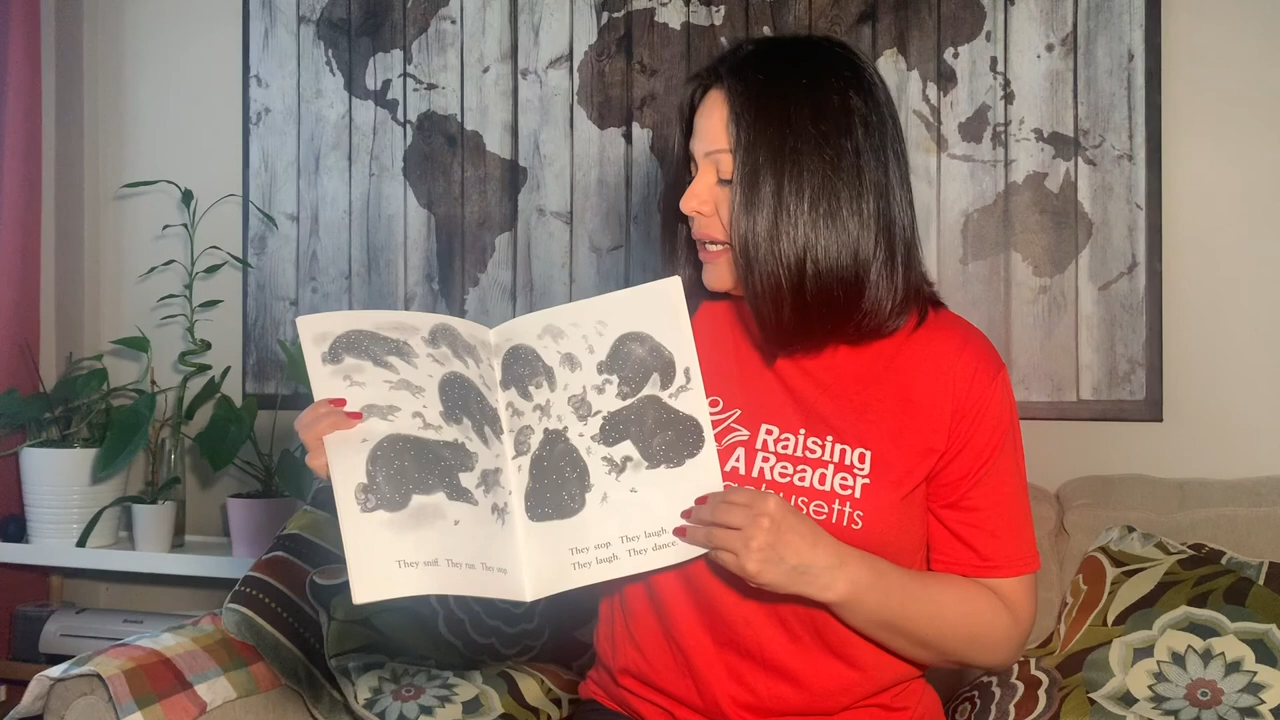 They sniff. They run. They stop.
They stop. They laugh.
They laugh. They dance.
Raising
A Reader